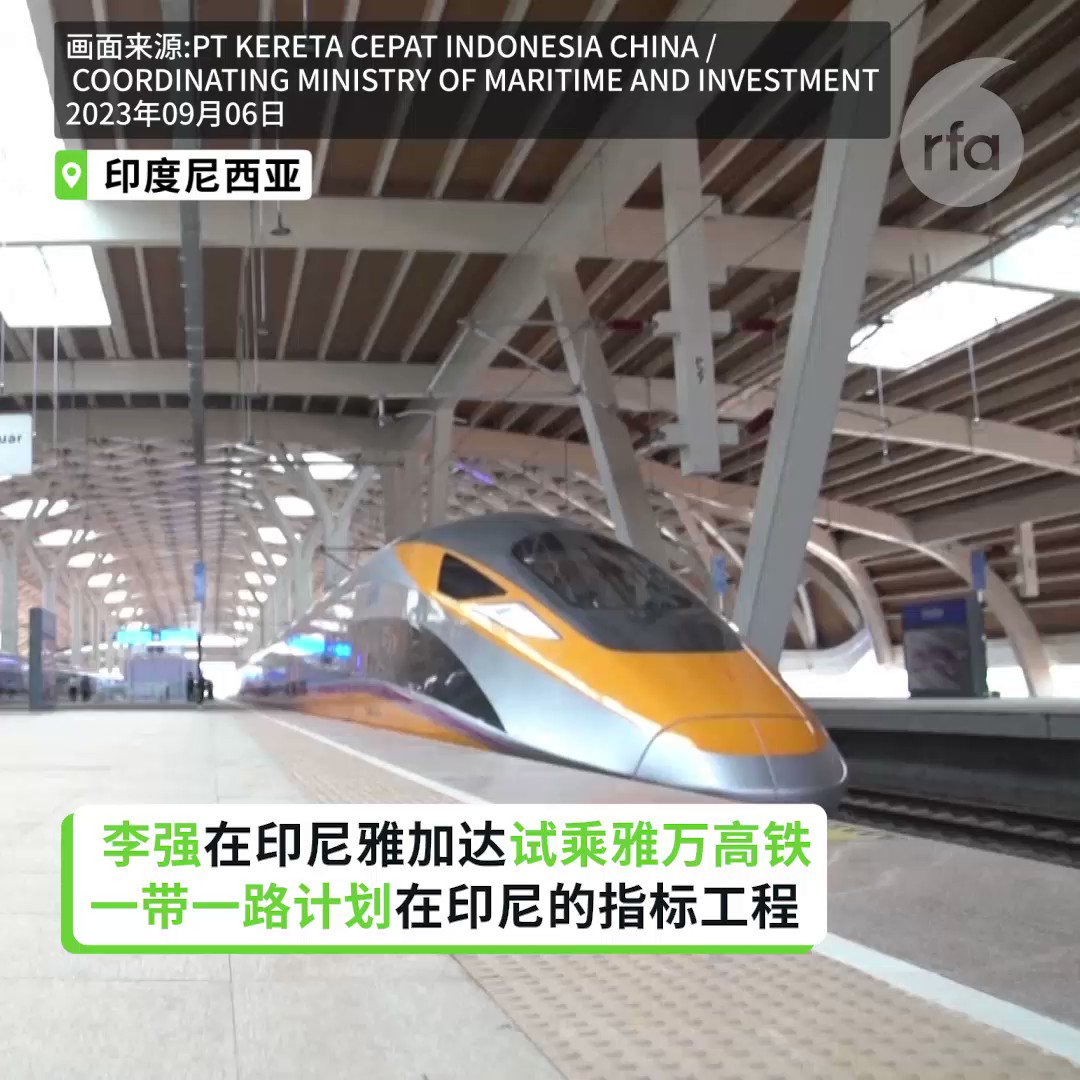 画面来源:PT KERETA CEPAT INDONESIA CHINA /
COORDINATING MINISTRY OF MARITIME AND INVESTMENT
2023年09月06日
rfa
印度尼西亚
uar
李强在印尼雅加达试乘雅万高铁
一带一路计划在印尼的指标工程